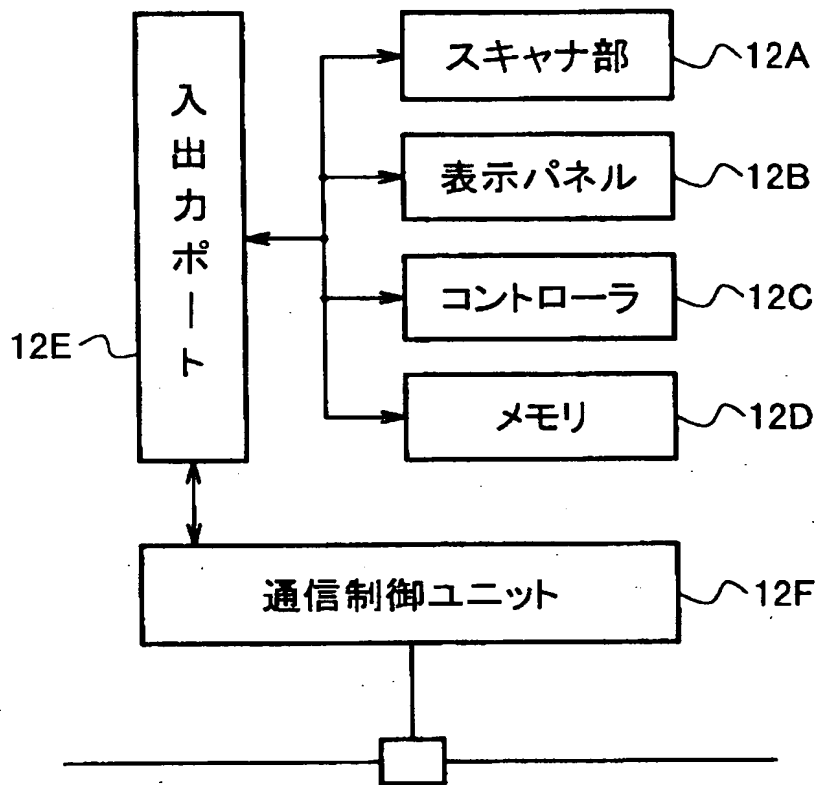 入出力ポート
12E
スキャナ部
12A
表示パネル
12B
コントローラ
12C
メモリ
12D
通信制御ユニット
12F